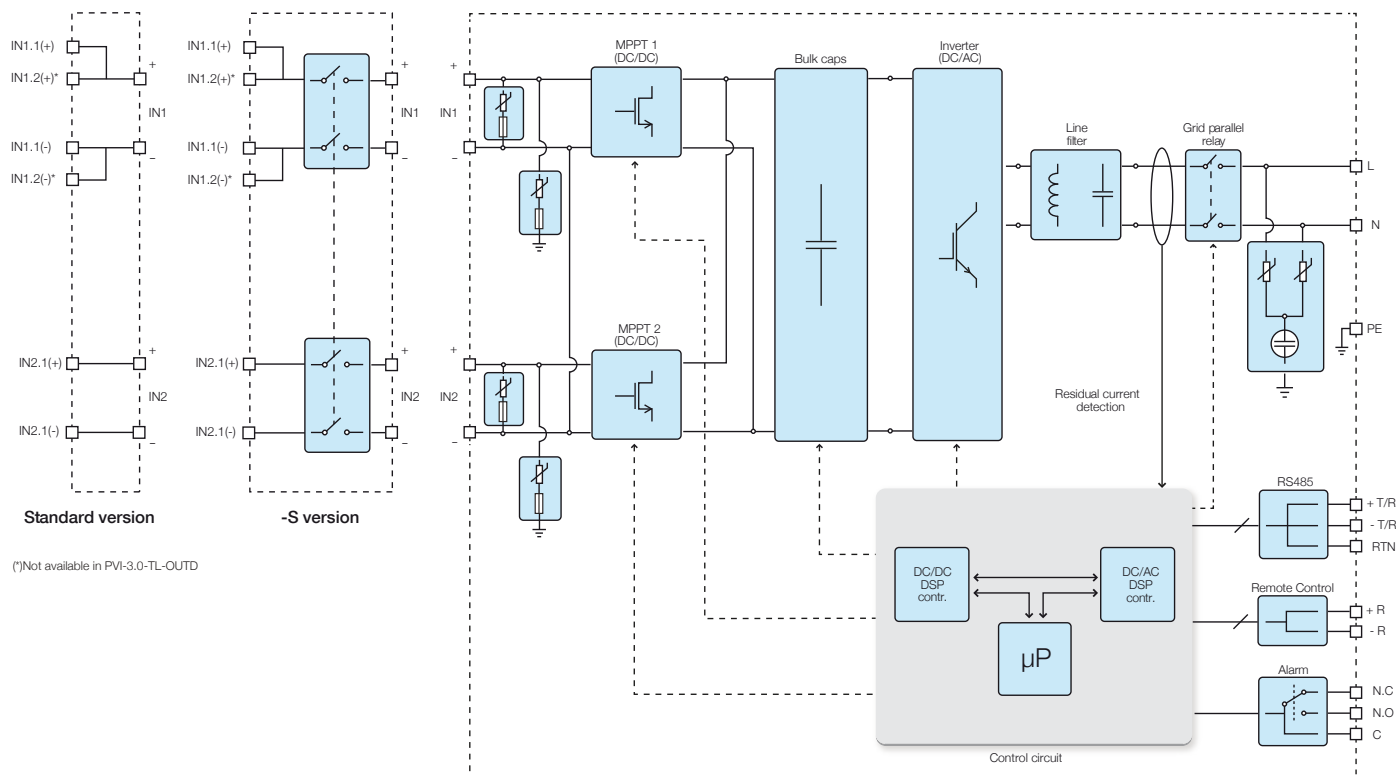 IN1.1(+)
IN1.2(+)*
+
IN1
IN1.1(-)
−
IN1.2(-)*
IN2.1(+)
+
IN2
IN2.1(-)
−
Standard version
IN1.1(+)
IN1.2(+)*
+
IN1
IN1.1(-)
−
IN1.2(-)*
IN2.1(+)
+
IN2
IN2.1(-)
−
-S version
(*)Not available in PVI-3.0-TL-OUTD
+
IN1
−
+
IN2
−
MPPT 1
(DC/DC)
MPPT 2
(DC/DC)
Bulk caps
Inverter
(DC/AC)
Line
filter
Grid parallel
relay
L
N
PE
Residual current
detection
DC/DC
DSP
contr.
DC/AC
DSP
contr.
µP
Control circuit
RS485
+ T/R
- T/R
RTN
Remote Control
+ R
- R
Alarm
N.C
N.O
C